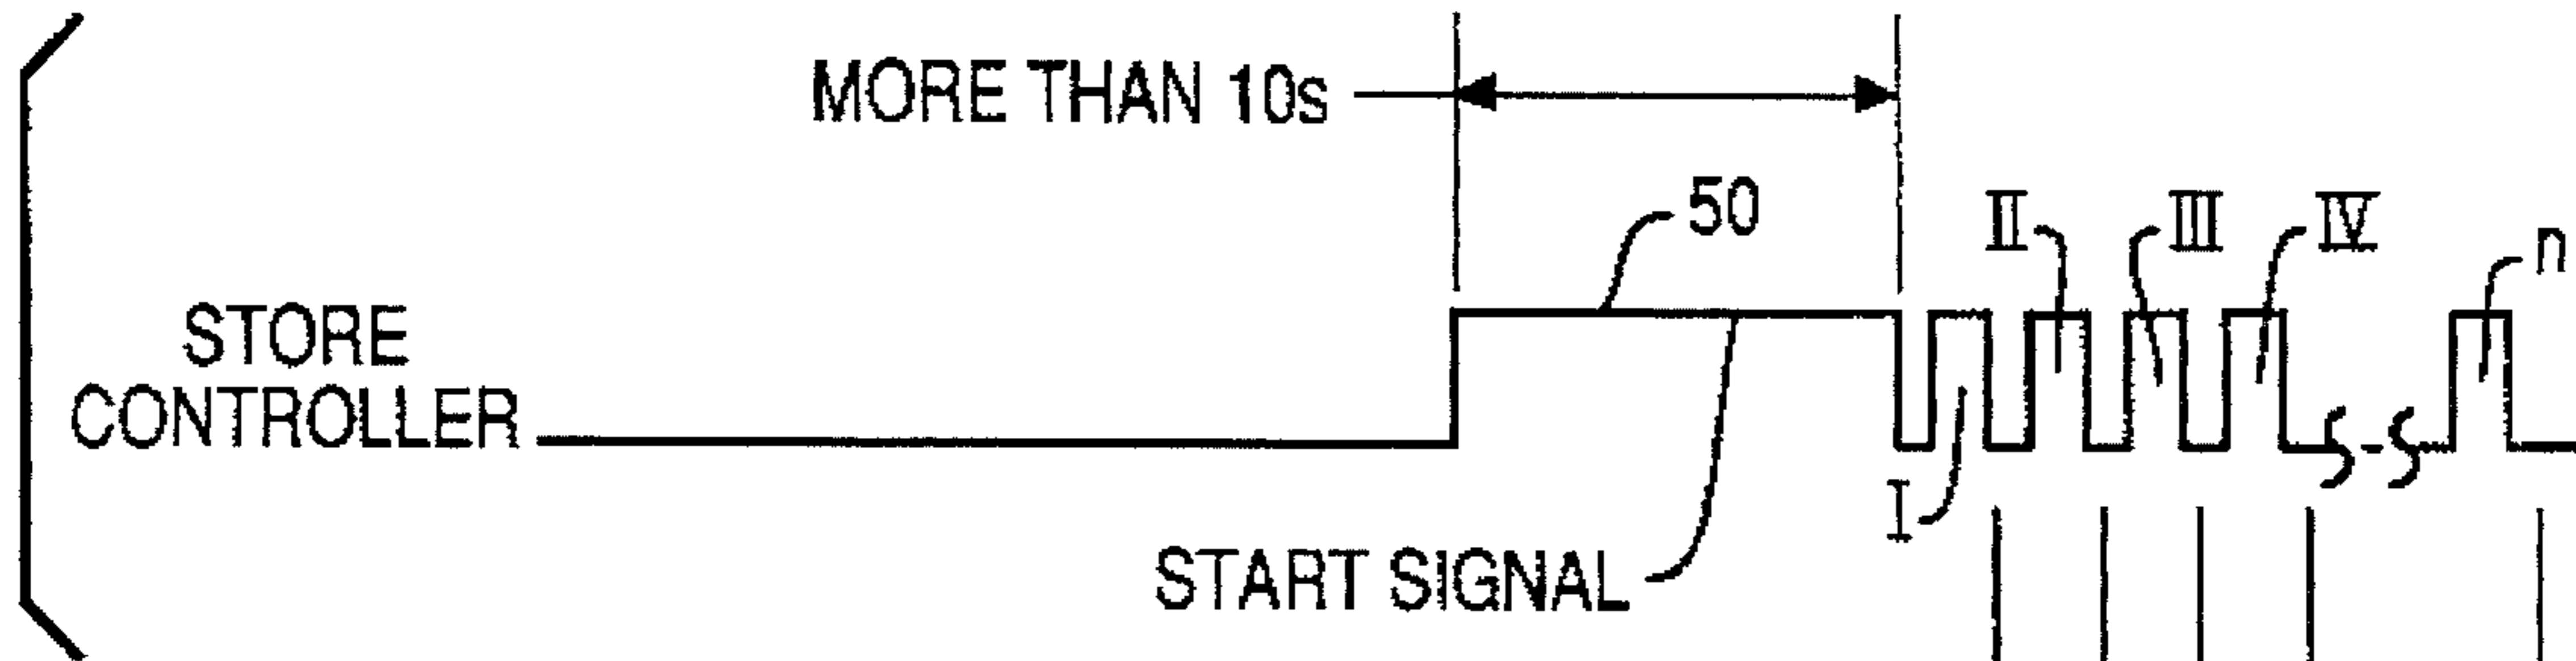 MORE THAN 10s
50
II
III
IV
n
STORE
CONTROLLER
I
START SIGNAL